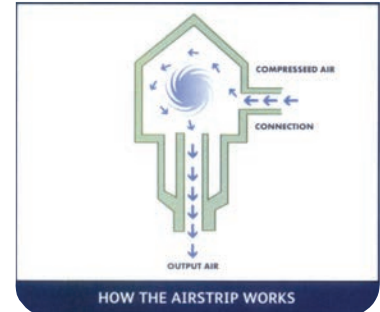 COMPRESSEED AIR
CONNECTION
OUTPUT AIR
HOW THE AIRSTRIP WORKS